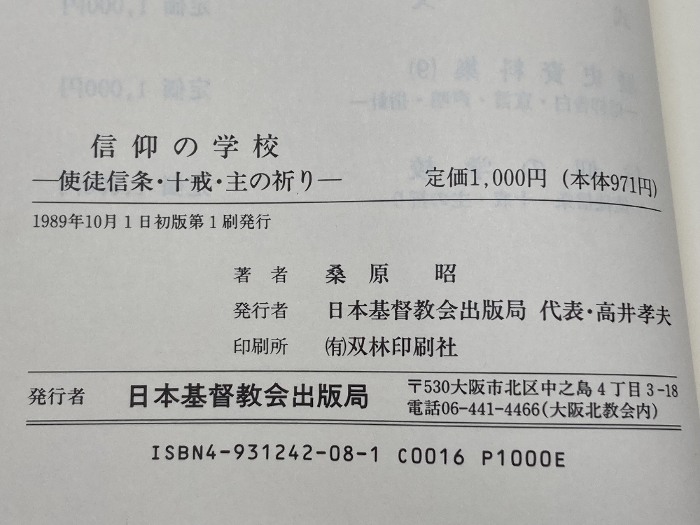 信仰の学校
―使徒信条・十戒・主の祈り― 定価1,000円（本体971円）
1989年10月1日初版第1刷発行
著者 桑原 昭
発行者 日本基督教会出版局 代表・高井孝夫
印刷所 ㈲双林印刷社
発行者 日本基督教会出版局 〒530大阪市北区中之島4丁目3-18
電話06-441-4466（大阪北教会内）
ISBN4-931242-08-1 C0016 P1000E